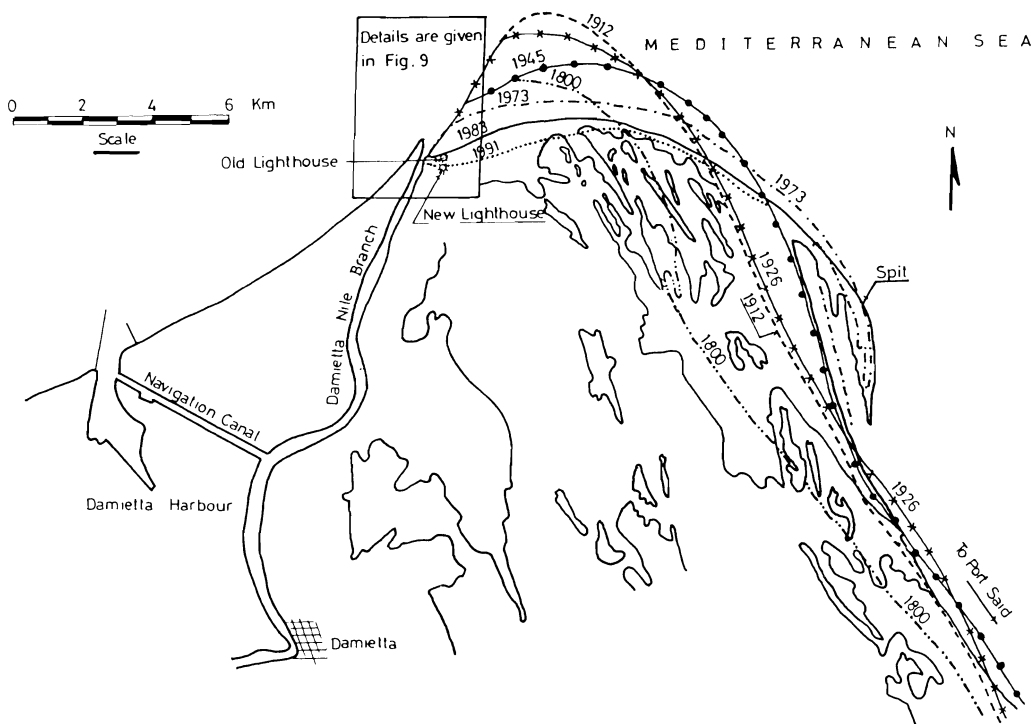 Details are given
in Fig. 9
1912
MEDITERRANEAN SEA
1945
1800
1973
1983
1891
0 2 4 6 Km
Scale
N
Old Lighthouse
New Lighthouse
1973
Spit
Damietta Nile Branch
1926
1912
1800
Navigation Canal
Damietta Harbour
1926
To Port Said
1800
Damietta